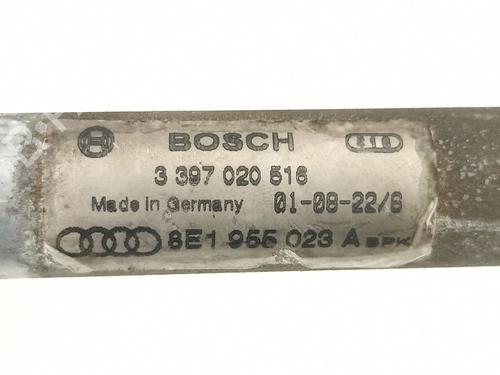 BOSCH
3 397 020 516
Made in Germany 01-08-22/6
8E1 955 023 A